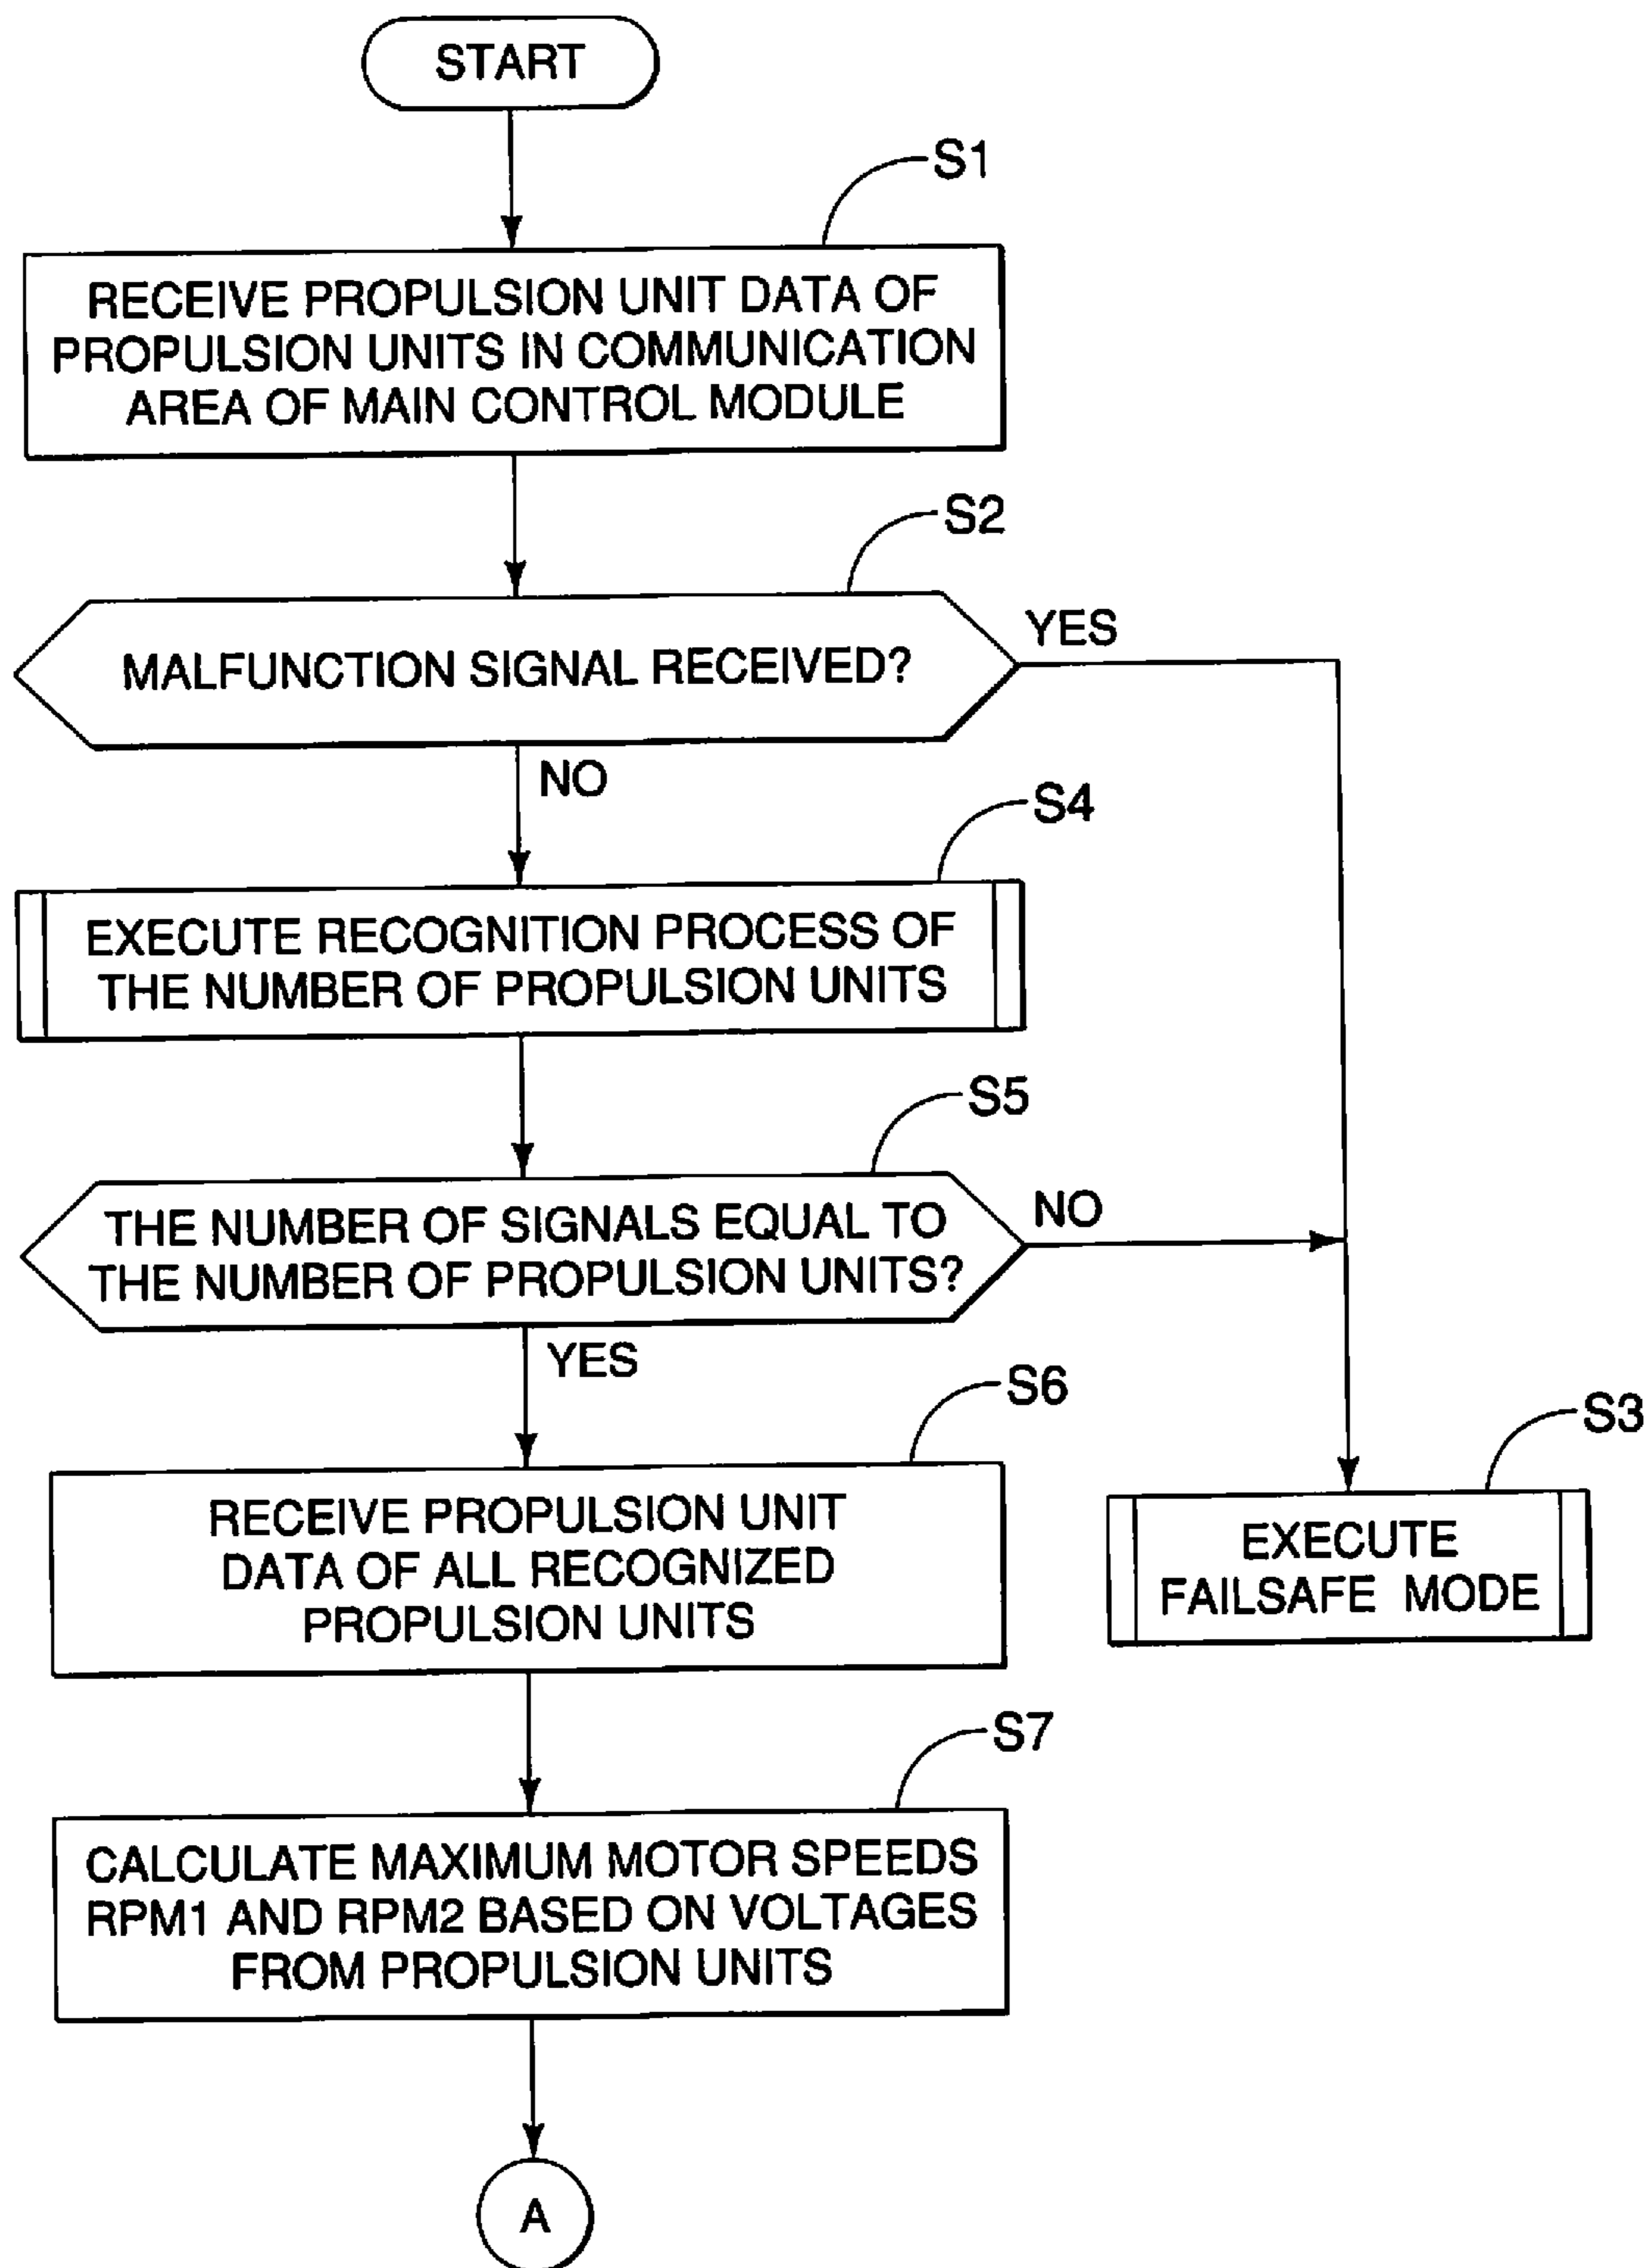 START
S1
RECEIVE PROPULSION UNIT DATA OF
PROPULSION UNITS IN COMMUNICATION
AREA OF MAIN CONTROL MODULE
S2
MALFUNCTION SIGNAL RECEIVED?
YES
NO
S4
EXECUTE RECOGNITION PROCESS OF
THE NUMBER OF PROPULSION UNITS
S5
THE NUMBER OF SIGNALS EQUAL TO
THE NUMBER OF PROPULSION UNITS?
NO
YES
S6
RECEIVE PROPULSION UNIT
DATA OF ALL RECOGNIZED
PROPULSION UNITS
S3
EXECUTE
FAILSAFE MODE
S7
CALCULATE MAXIMUM MOTOR SPEEDS
RPM1 AND RPM2 BASED ON VOLTAGES
FROM PROPULSION UNITS
A